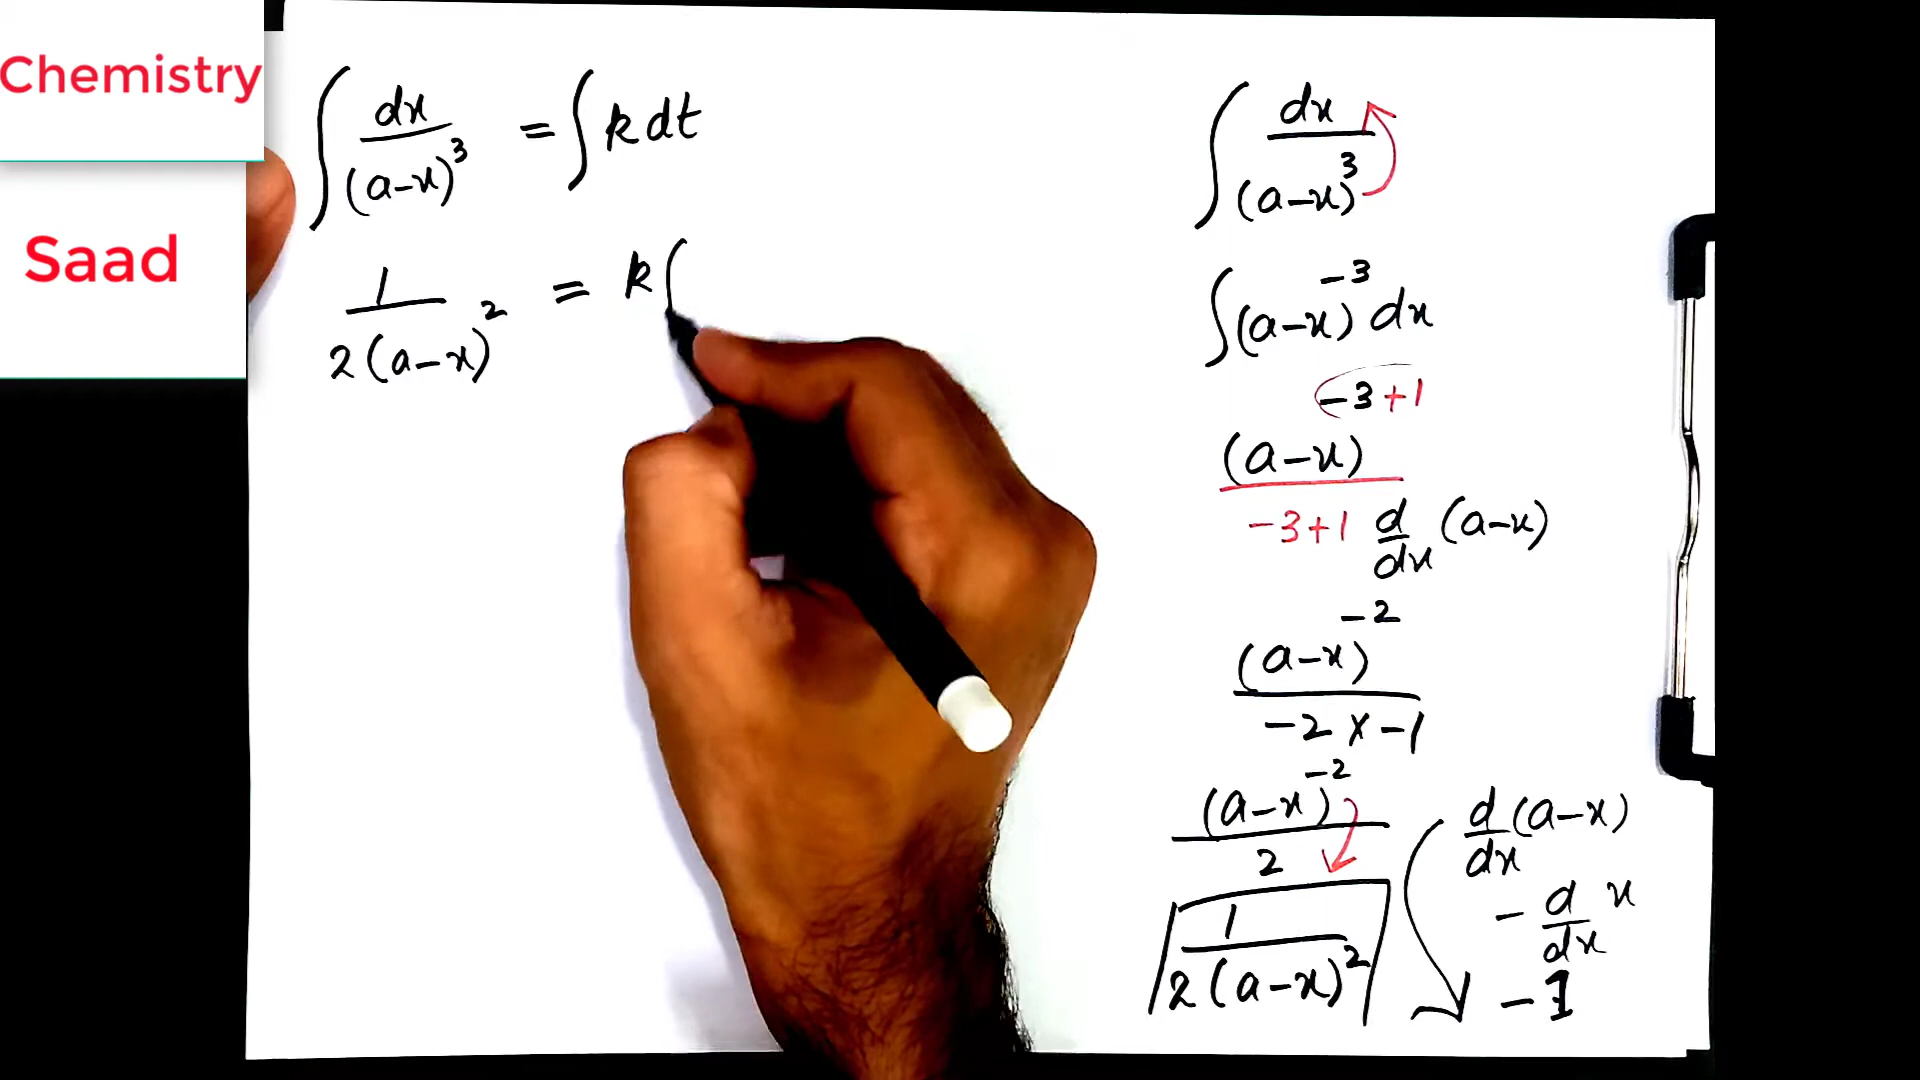 Chemistry
Saad
∫ dx/(a-x)^3 = ∫ k dt
1/2(a-x)^2 = k ∫
∫ dx/(a-x)^3
∫ (a-x)^-3 dx
(a-x)^-3+1 / -3+1 d/dx (a-x)
(a-x)^-2 / -2 x -1
(a-x)^-2 / 2
1/2(a-x)^2
d/dx (a-x)
- d/dx x
-1